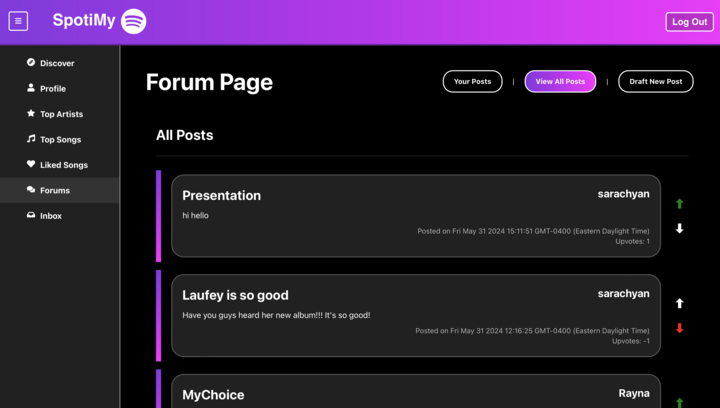 SpotiMy
Log Out
Discover
Profile
Top Artists
Top Songs
Liked Songs
Forums
Inbox
Forum Page
Your Posts | View All Posts | Draft New Post
All Posts
Presentation
sarachyan
hi hello
Posted on Fri May 31 2024 15:11:51 GMT-0400 (Eastern Daylight Time)
Upvotes: 1
Laufey is so good
sarachyan
Have you guys heard her new album!!! It's so good!
Posted on Fri May 31 2024 12:16:25 GMT-0400 (Eastern Daylight Time)
Upvotes: -1
MyChoice
Rayna